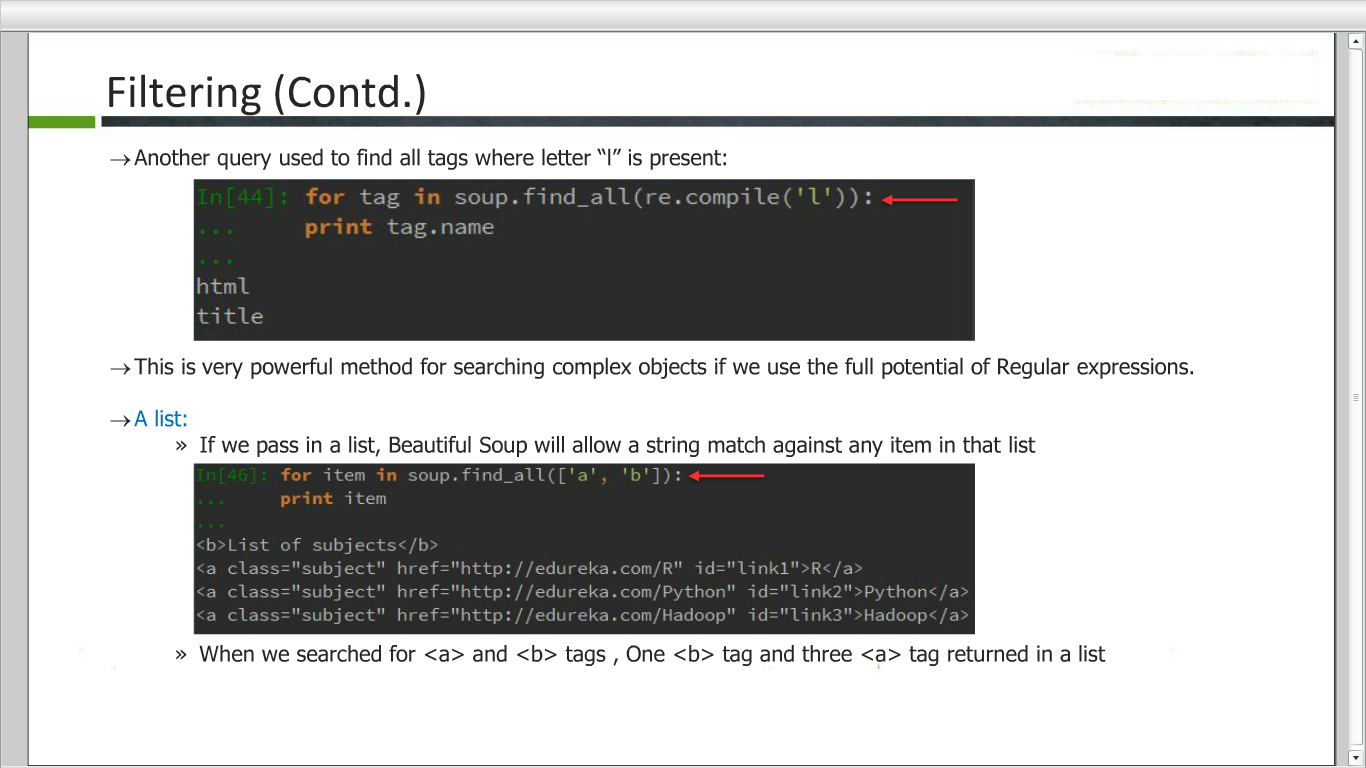 Filtering (Contd.)
→Another query used to find all tags where letter “l” is present:
In[44]: for tag in soup.find_all(re.compile('l')):
...     print tag.name
...
html
title
→This is very powerful method for searching complex objects if we use the full potential of Regular expressions.
→A list:
» If we pass in a list, Beautiful Soup will allow a string match against any item in that list
In[46]: for item in soup.find_all(['a', 'b']):
...     print item
...
<b>List of subjects</b>
<a class="subject" href="http://edureka.com/R" id="link1">R</a>
<a class="subject" href="http://edureka.com/Python" id="link2">Python</a>
<a class="subject" href="http://edureka.com/Hadoop" id="link3">Hadoop</a>
» When we searched for <a> and <b> tags , One <b> tag and three <a> tag returned in a list